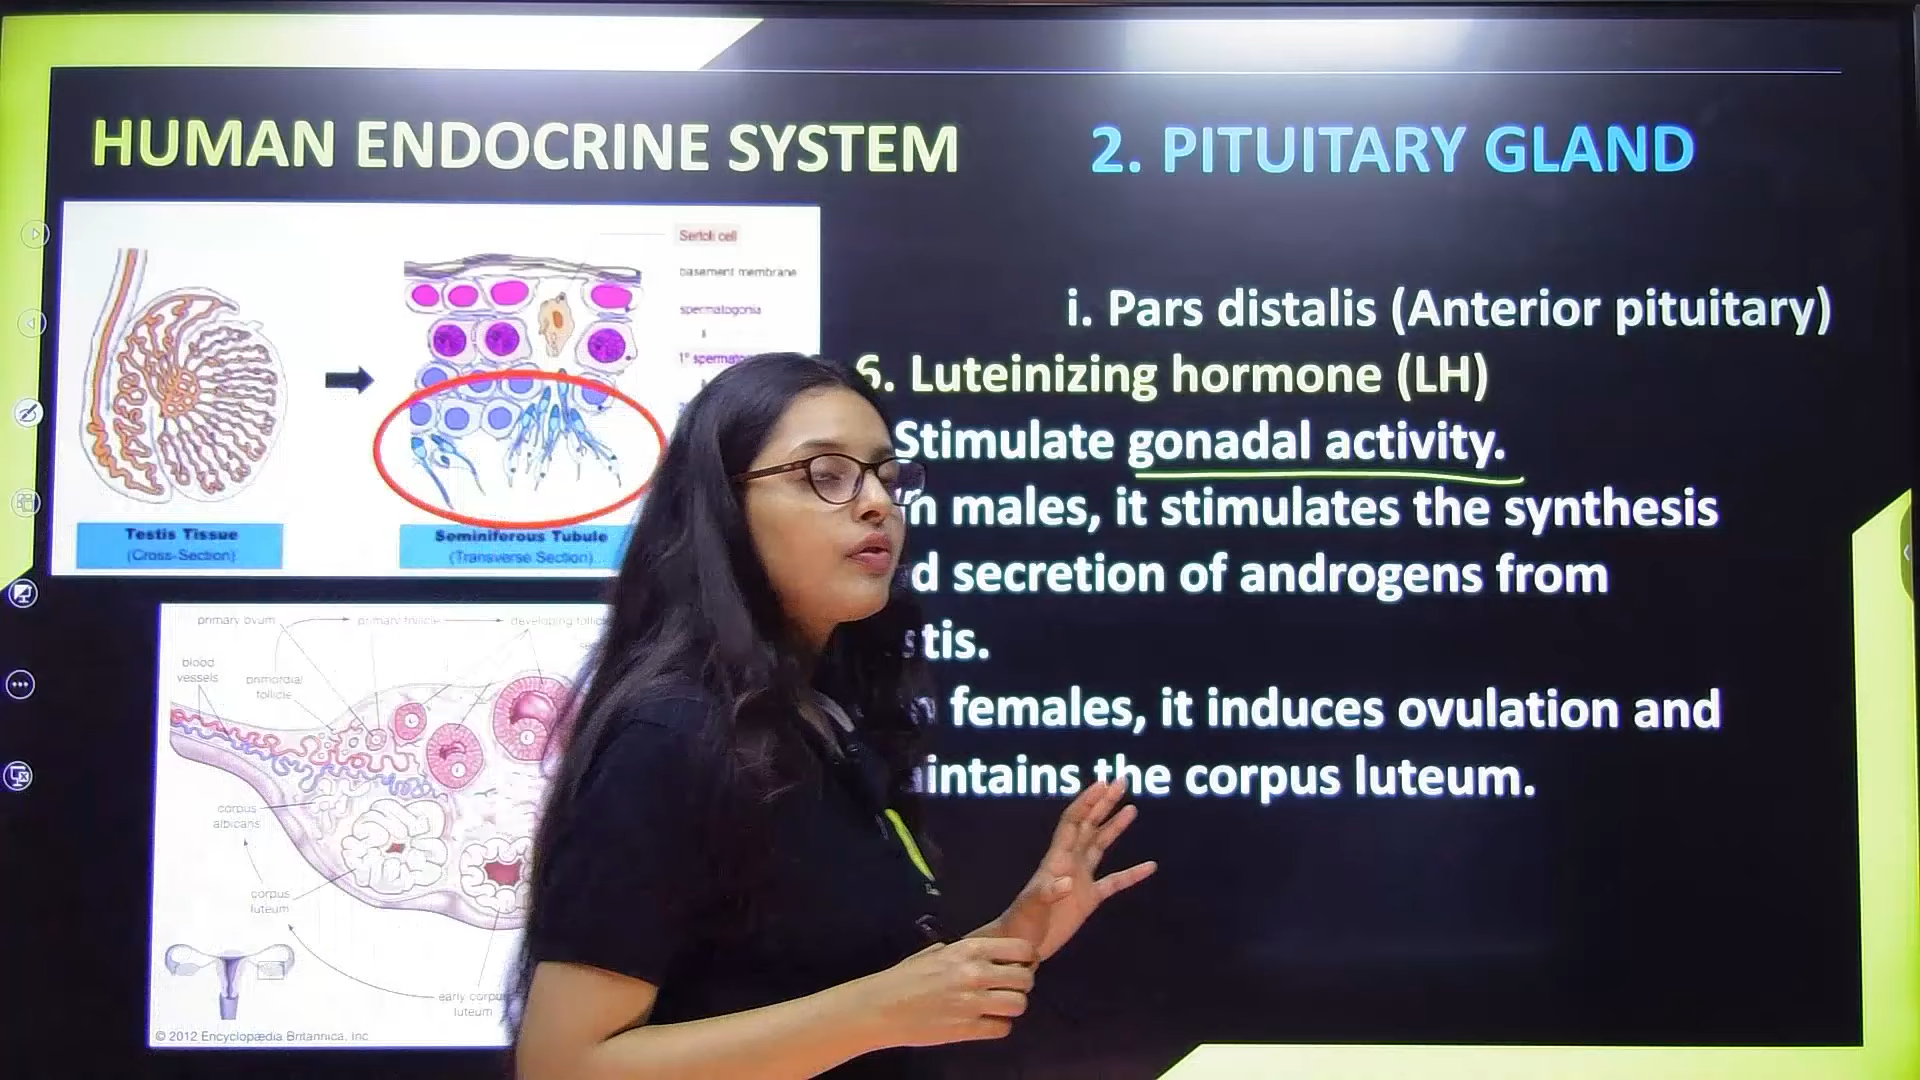 HUMAN ENDOCRINE SYSTEM
2. PITUITARY GLAND
Sertoli cell
basement membrane
spermatogonia
Testis Tissue
(Cross-Section)
Seminiferous Tubule
(Transverse Section)
i. Pars distalis (Anterior pituitary)
6. Luteinizing hormone (LH)
Stimulate gonadal activity.
males, it stimulates the synthesis
secretion of androgens from
females, it induces ovulation and
the corpus luteum.
primary ovum
primary follicle
developing
blood
vessels
primordial
follicle
corpus
albicans
corpus
luteum
early
luteum
© 2012 Encyclopædia Britannica, Inc.